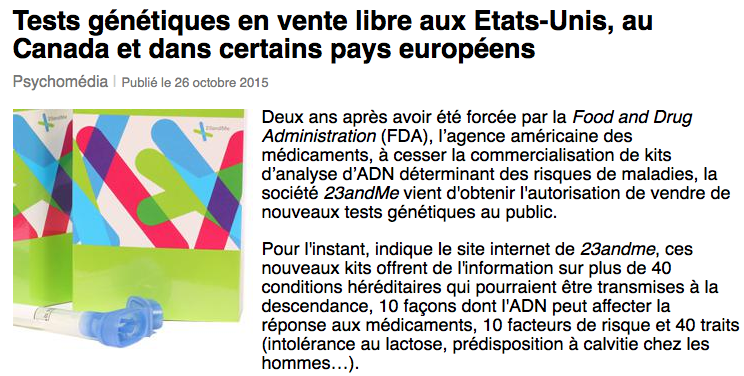 Tests génétiques en vente libre aux Etats-Unis, au
Canada et dans certains pays européens
Psychomédia | Publié le 26 octobre 2015
23andMe
23andMe
Deux ans après avoir été forcée par la Food and Drug
Administration (FDA), l'agence américaine des
médicaments, à cesser la commercialisation de kits
d'analyse d'ADN déterminant des risques de maladies, la
société 23andMe vient d'obtenir l'autorisation de vendre de
nouveaux tests génétiques au public.
Pour l'instant, indique le site internet de 23andme, ces
nouveaux kits offrent de l'information sur plus de 40
conditions héréditaires qui pourraient être transmises à la
descendance, 10 façons dont l'ADN peut affecter la
réponse aux médicaments, 10 facteurs de risque et 40 traits
(intolérance au lactose, prédisposition à calvitie chez les
hommes…).